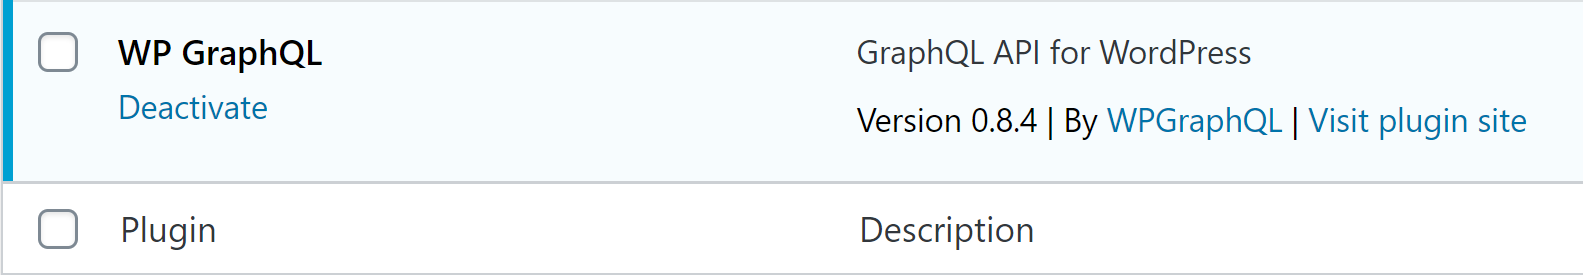 WP GraphQL
Deactivate
GraphQL API for WordPress
Version 0.8.4 | By WPGraphQL | Visit plugin site
Plugin
Description